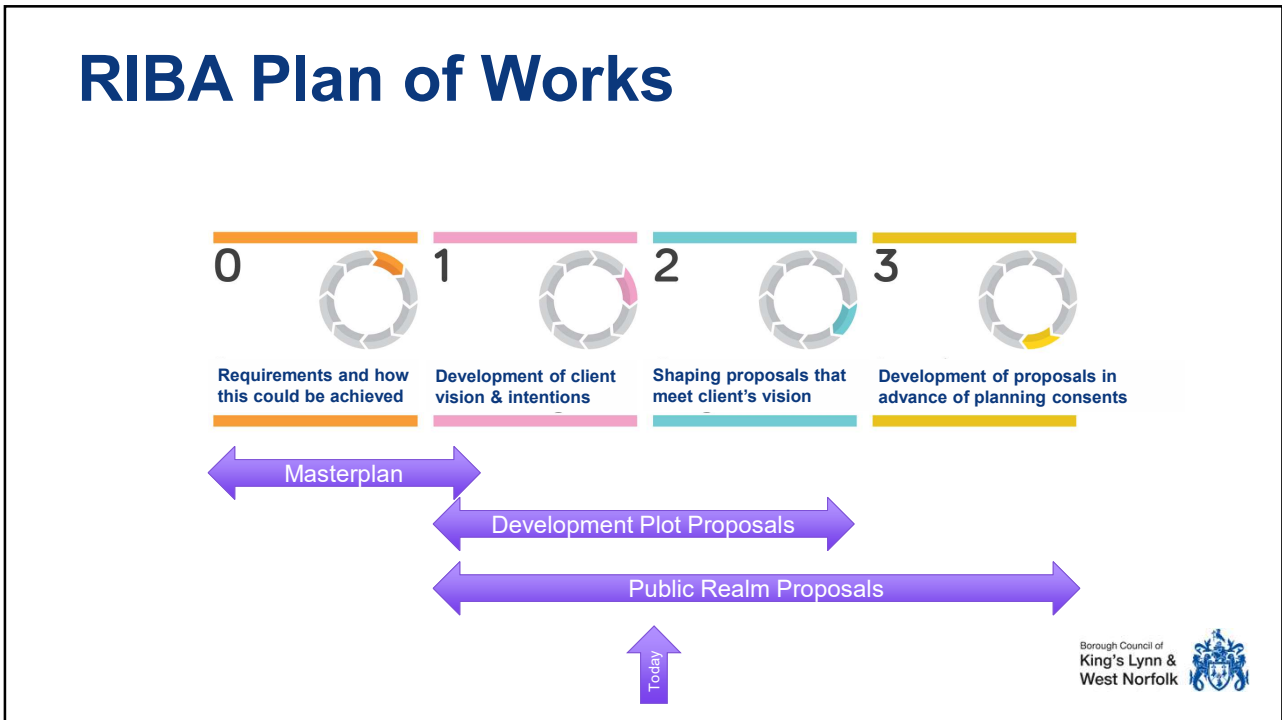 RIBA Plan of Works
0
1
2
3
Requirements and how
this could be achieved
Development of client
vision & intentions
Shaping proposals that
meet client's vision
Development of proposals in
advance of planning consents
Masterplan
Development Plot Proposals
Public Realm Proposals
Today
Borough Council of
King's Lynn &
West Norfolk